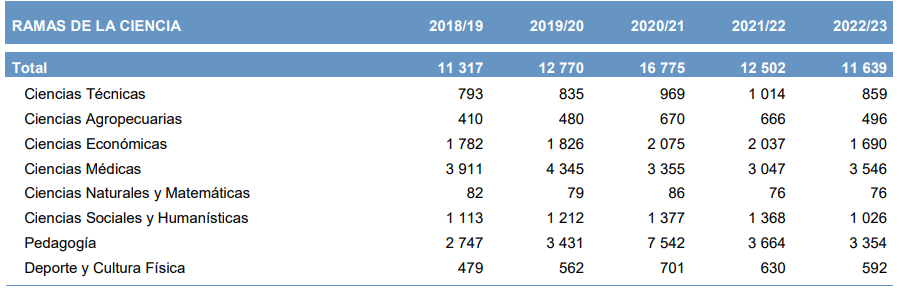 RAMAS DE LA CIENCIA 2018/19 2019/20 2020/21 2021/22 2022/23
Total 11 317 12 770 16 775 12 502 11 639
Ciencias Técnicas 793 835 969 1 014 859
Ciencias Agropecuarias 410 480 670 666 496
Ciencias Económicas 1 782 1 826 2 075 2 037 1 690
Ciencias Médicas 3 911 4 345 3 355 3 047 3 546
Ciencias Naturales y Matemáticas 82 79 86 76 76
Ciencias Sociales y Humanísticas 1 113 1 212 1 377 1 368 1 026
Pedagogía 2 747 3 431 7 542 3 664 3 354
Deporte y Cultura Física 479 562 701 630 592